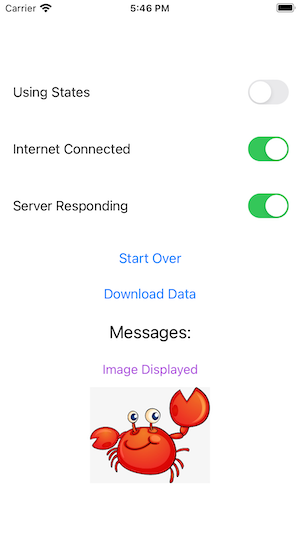 Carrier 5:46 PM
Using States
Internet Connected
Server Responding
Start Over
Download Data
Messages:
Image Displayed